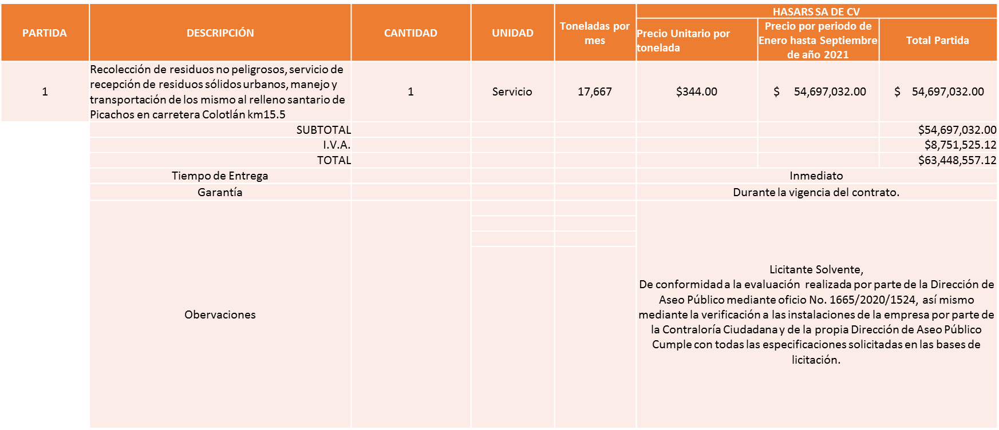 HASARS SA DE CV
PARTIDA
DESCRIPCIÓN
CANTIDAD
UNIDAD
Toneladas por
mes
Precio Unitario por
tonelada
Precio por periodo de
Enero hasta Septiembre
de año 2021
Total Partida
1
Recolección de residuos no peligrosos, servicio de
recepción de residuos sólidos urbanos, manejo y
transportación de los mismo al relleno santario de
Picachos en carretera Colotlán km15.5
1
Servicio
17,667
$344.00
$ 54,697,032.00
$ 54,697,032.00
SUBTOTAL $54,697,032.00
I.V.A. $8,751,525.12
TOTAL $63,448,557.12
Tiempo de Entrega Inmediato
Garantía Durante la vigencia del contrato.
Obervaciones
Licitante Solvente,
De conformidad a la evaluación realizada por parte de la Dirección de
Aseo Público mediante oficio No. 1665/2020/1524, así mismo
mediante la verificación a las instalaciones de la empresa por parte de
la Contraloría Ciudadana y de la propia Dirección de Aseo Público
Cumple con todas las especificaciones solicitadas en las bases de
licitación.